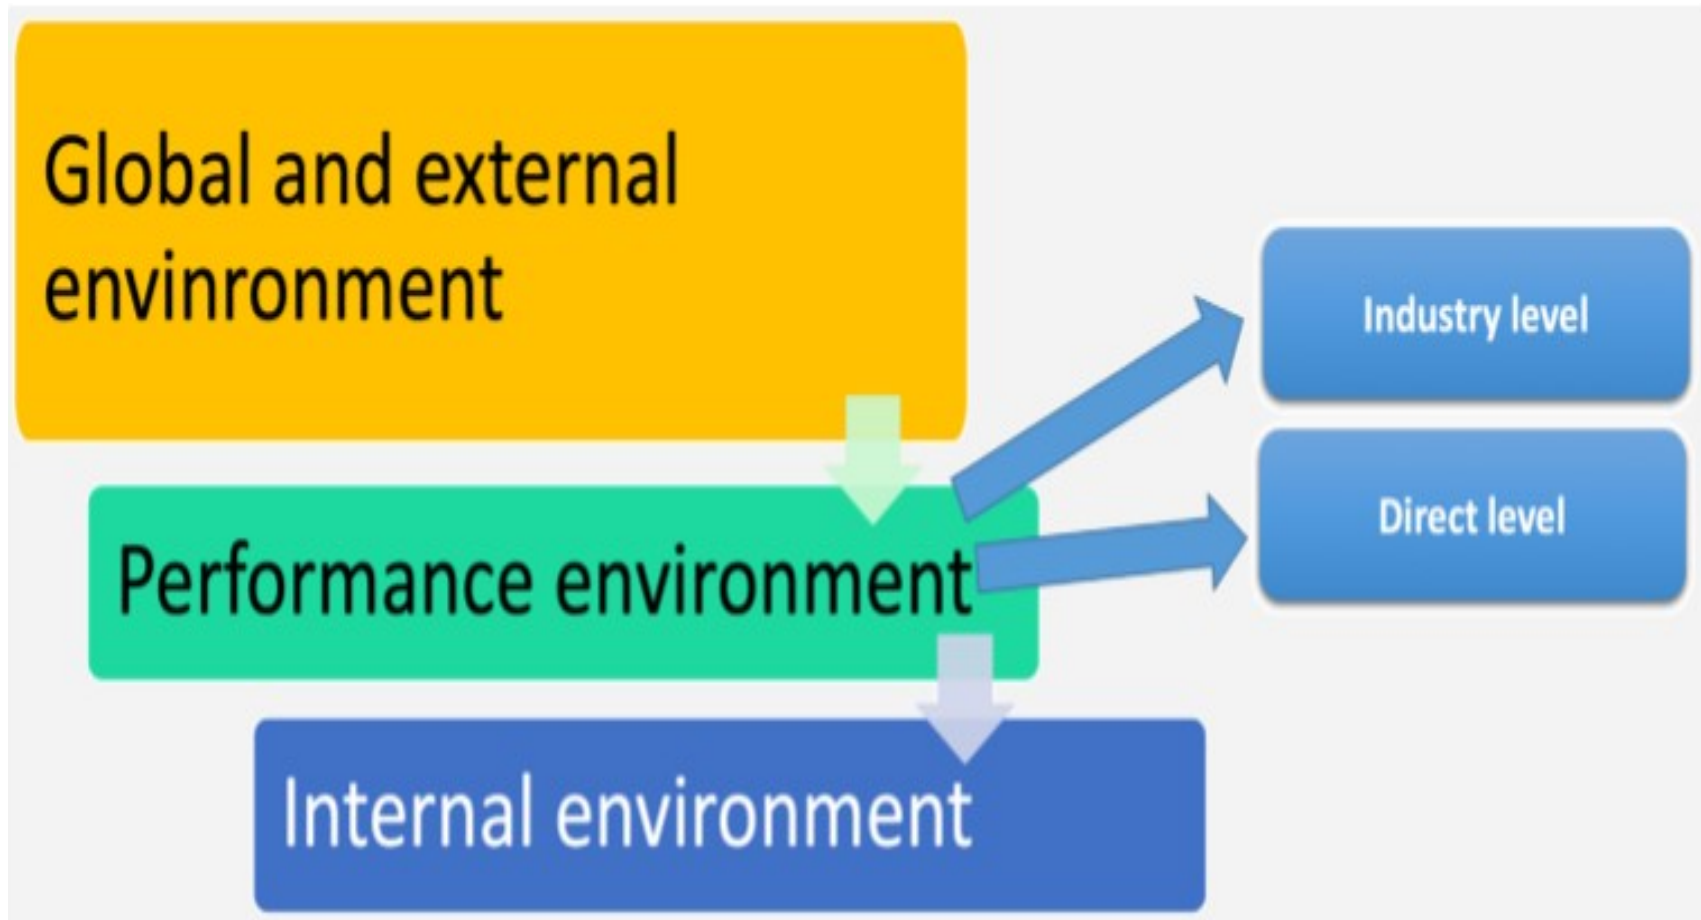 Global and external
envinronment
Industry level
Direct level
Performance environment
Internal environment